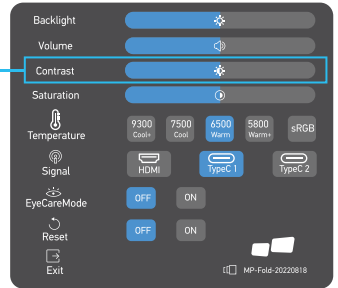 Backlight
Volume
Contrast
Saturation
Temperature
9300 Cool+
7500 Cool
6500 Warm
5800 Warm+
sRGB
Signal
HDMI
TypeC 1
TypeC 2
EyeCareMode
OFF
ON
Reset
OFF
ON
Exit
MP-Fold-20220818